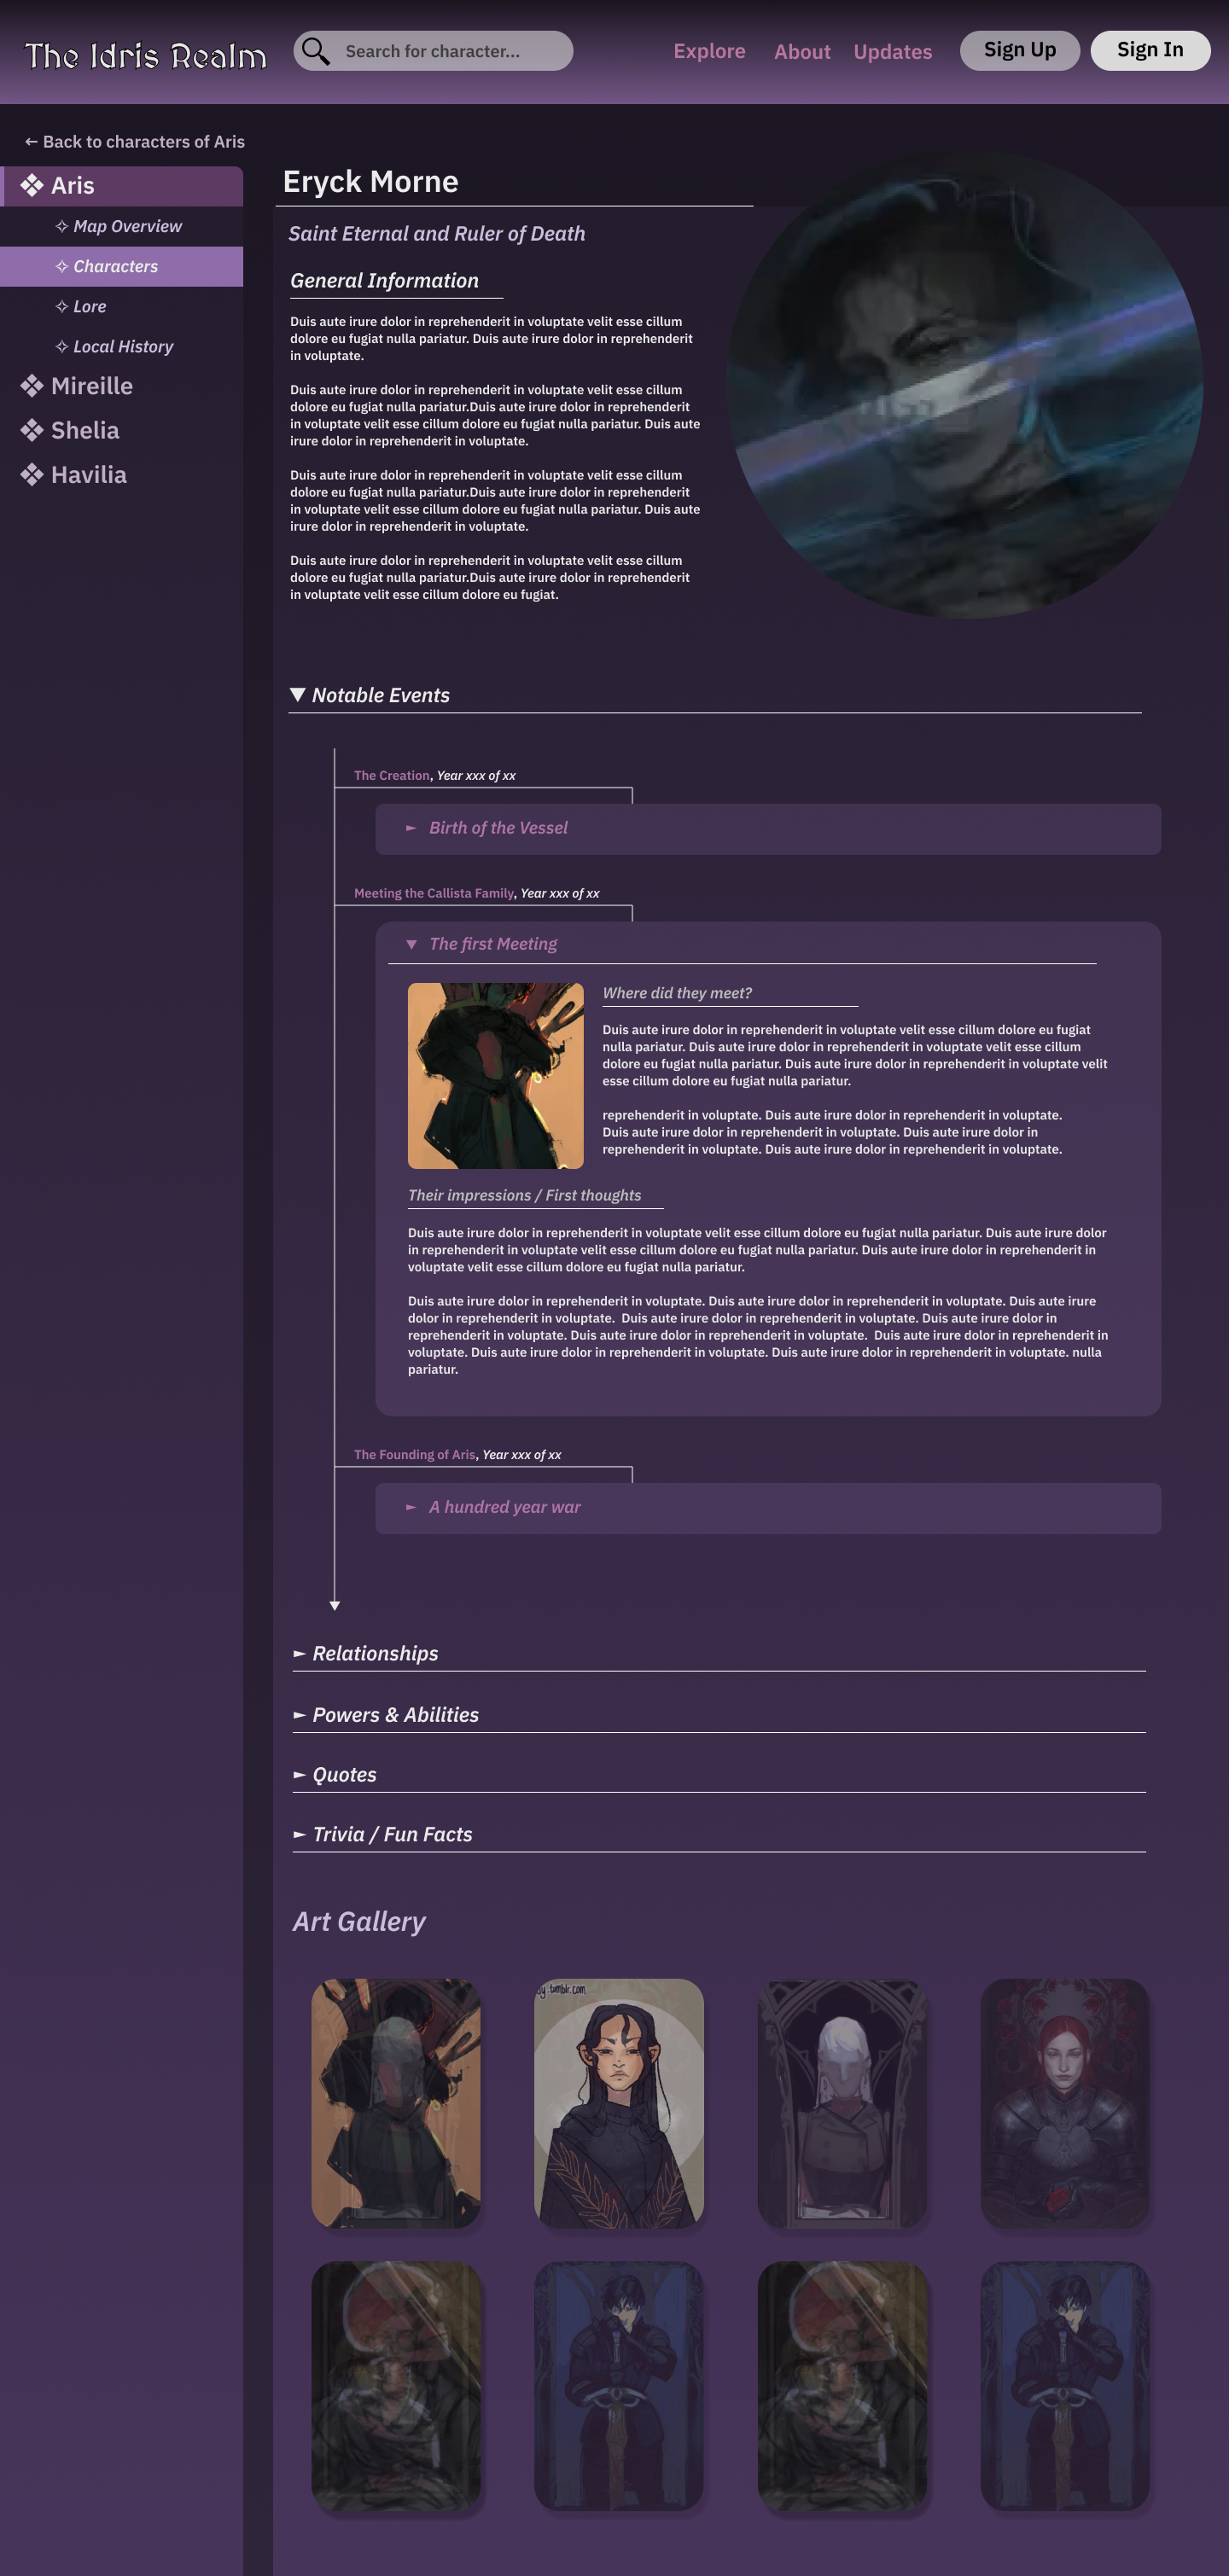 The Idris Realm
Search for character...
Explore
About
Updates
Sign Up
Sign In
← Back to characters of Aris
❖ Aris
✧ Map Overview
✧ Characters
✧ Lore
✧ Local History
❖ Mireille
❖ Shelia
❖ Havilia
Eryck Morne
Saint Eternal and Ruler of Death
General Information
Duis aute irure dolor in reprehenderit in voluptate velit esse cillum
dolore eu fugiat nulla pariatur. Duis aute irure dolor in reprehenderit
in voluptate.
Duis aute irure dolor in reprehenderit in voluptate velit esse cillum
dolore eu fugiat nulla pariatur.Duis aute irure dolor in reprehenderit
in voluptate velit esse cillum dolore eu fugiat nulla pariatur. Duis aute
irure dolor in reprehenderit in voluptate.
Duis aute irure dolor in reprehenderit in voluptate velit esse cillum
dolore eu fugiat nulla pariatur.Duis aute irure dolor in reprehenderit
in voluptate velit esse cillum dolore eu fugiat nulla pariatur. Duis aute
irure dolor in reprehenderit in voluptate.
Duis aute irure dolor in reprehenderit in voluptate velit esse cillum
dolore eu fugiat nulla pariatur.Duis aute irure dolor in reprehenderit
in voluptate velit esse cillum dolore eu fugiat.
▼ Notable Events
The Creation, Year xxx of xx
► Birth of the Vessel
Meeting the Callista Family, Year xxx of xx
▼ The first Meeting
Where did they meet?
Duis aute irure dolor in reprehenderit in voluptate velit esse cillum dolore eu fugiat
nulla pariatur. Duis aute irure dolor in reprehenderit in voluptate velit esse cillum
dolore eu fugiat nulla pariatur. Duis aute irure dolor in reprehenderit in voluptate velit
esse cillum dolore eu fugiat nulla pariatur.
reprehenderit in voluptate. Duis aute irure dolor in reprehenderit in voluptate.
Duis aute irure dolor in reprehenderit in voluptate. Duis aute irure dolor in
reprehenderit in voluptate. Duis aute irure dolor in reprehenderit in voluptate.
Their impressions / First thoughts
Duis aute irure dolor in reprehenderit in voluptate velit esse cillum dolore eu fugiat nulla pariatur. Duis aute irure dolor
in reprehenderit in voluptate velit esse cillum dolore eu fugiat nulla pariatur. Duis aute irure dolor in reprehenderit in
voluptate velit esse cillum dolore eu fugiat nulla pariatur.
Duis aute irure dolor in reprehenderit in voluptate. Duis aute irure dolor in reprehenderit in voluptate. Duis aute irure
dolor in reprehenderit in voluptate.  Duis aute irure dolor in reprehenderit in voluptate. Duis aute irure dolor in
reprehenderit in voluptate. Duis aute irure dolor in reprehenderit in voluptate.  Duis aute irure dolor in reprehenderit in
voluptate. Duis aute irure dolor in reprehenderit in voluptate. Duis aute irure dolor in reprehenderit in voluptate. nulla
pariatur.
The Founding of Aris, Year xxx of xx
► A hundred year war
► Relationships
► Powers & Abilities
► Quotes
► Trivia / Fun Facts
Art Gallery
tumblr.com